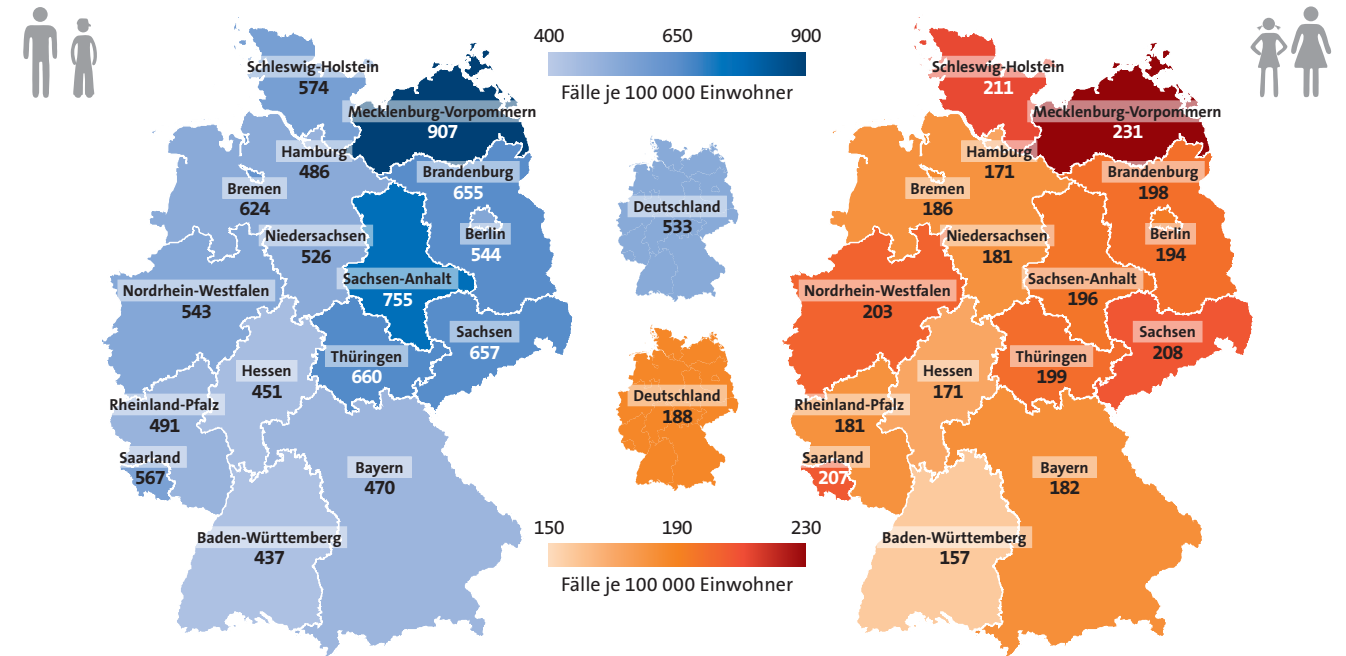 400 650 900
Fälle je 100 000 Einwohner
Schleswig-Holstein
574
Mecklenburg-Vorpommern
907
Hamburg
486
Brandenburg
655
Bremen
624
Berlin
544
Niedersachsen
526
Sachsen-Anhalt
755
Nordrhein-Westfalen
543
Sachsen
657
Thüringen
660
Hessen
451
Rheinland-Pfalz
491
Saarland
567
Bayern
470
Baden-Württemberg
437
Deutschland
533
Deutschland
188
150 190 230
Fälle je 100 000 Einwohner
Schleswig-Holstein
211
Mecklenburg-Vorpommern
231
Hamburg
171
Brandenburg
198
Bremen
186
Berlin
194
Niedersachsen
181
Sachsen-Anhalt
196
Nordrhein-Westfalen
203
Sachsen
208
Thüringen
199
Hessen
171
Rheinland-Pfalz
181
Saarland
207
Bayern
182
Baden-Württemberg
157